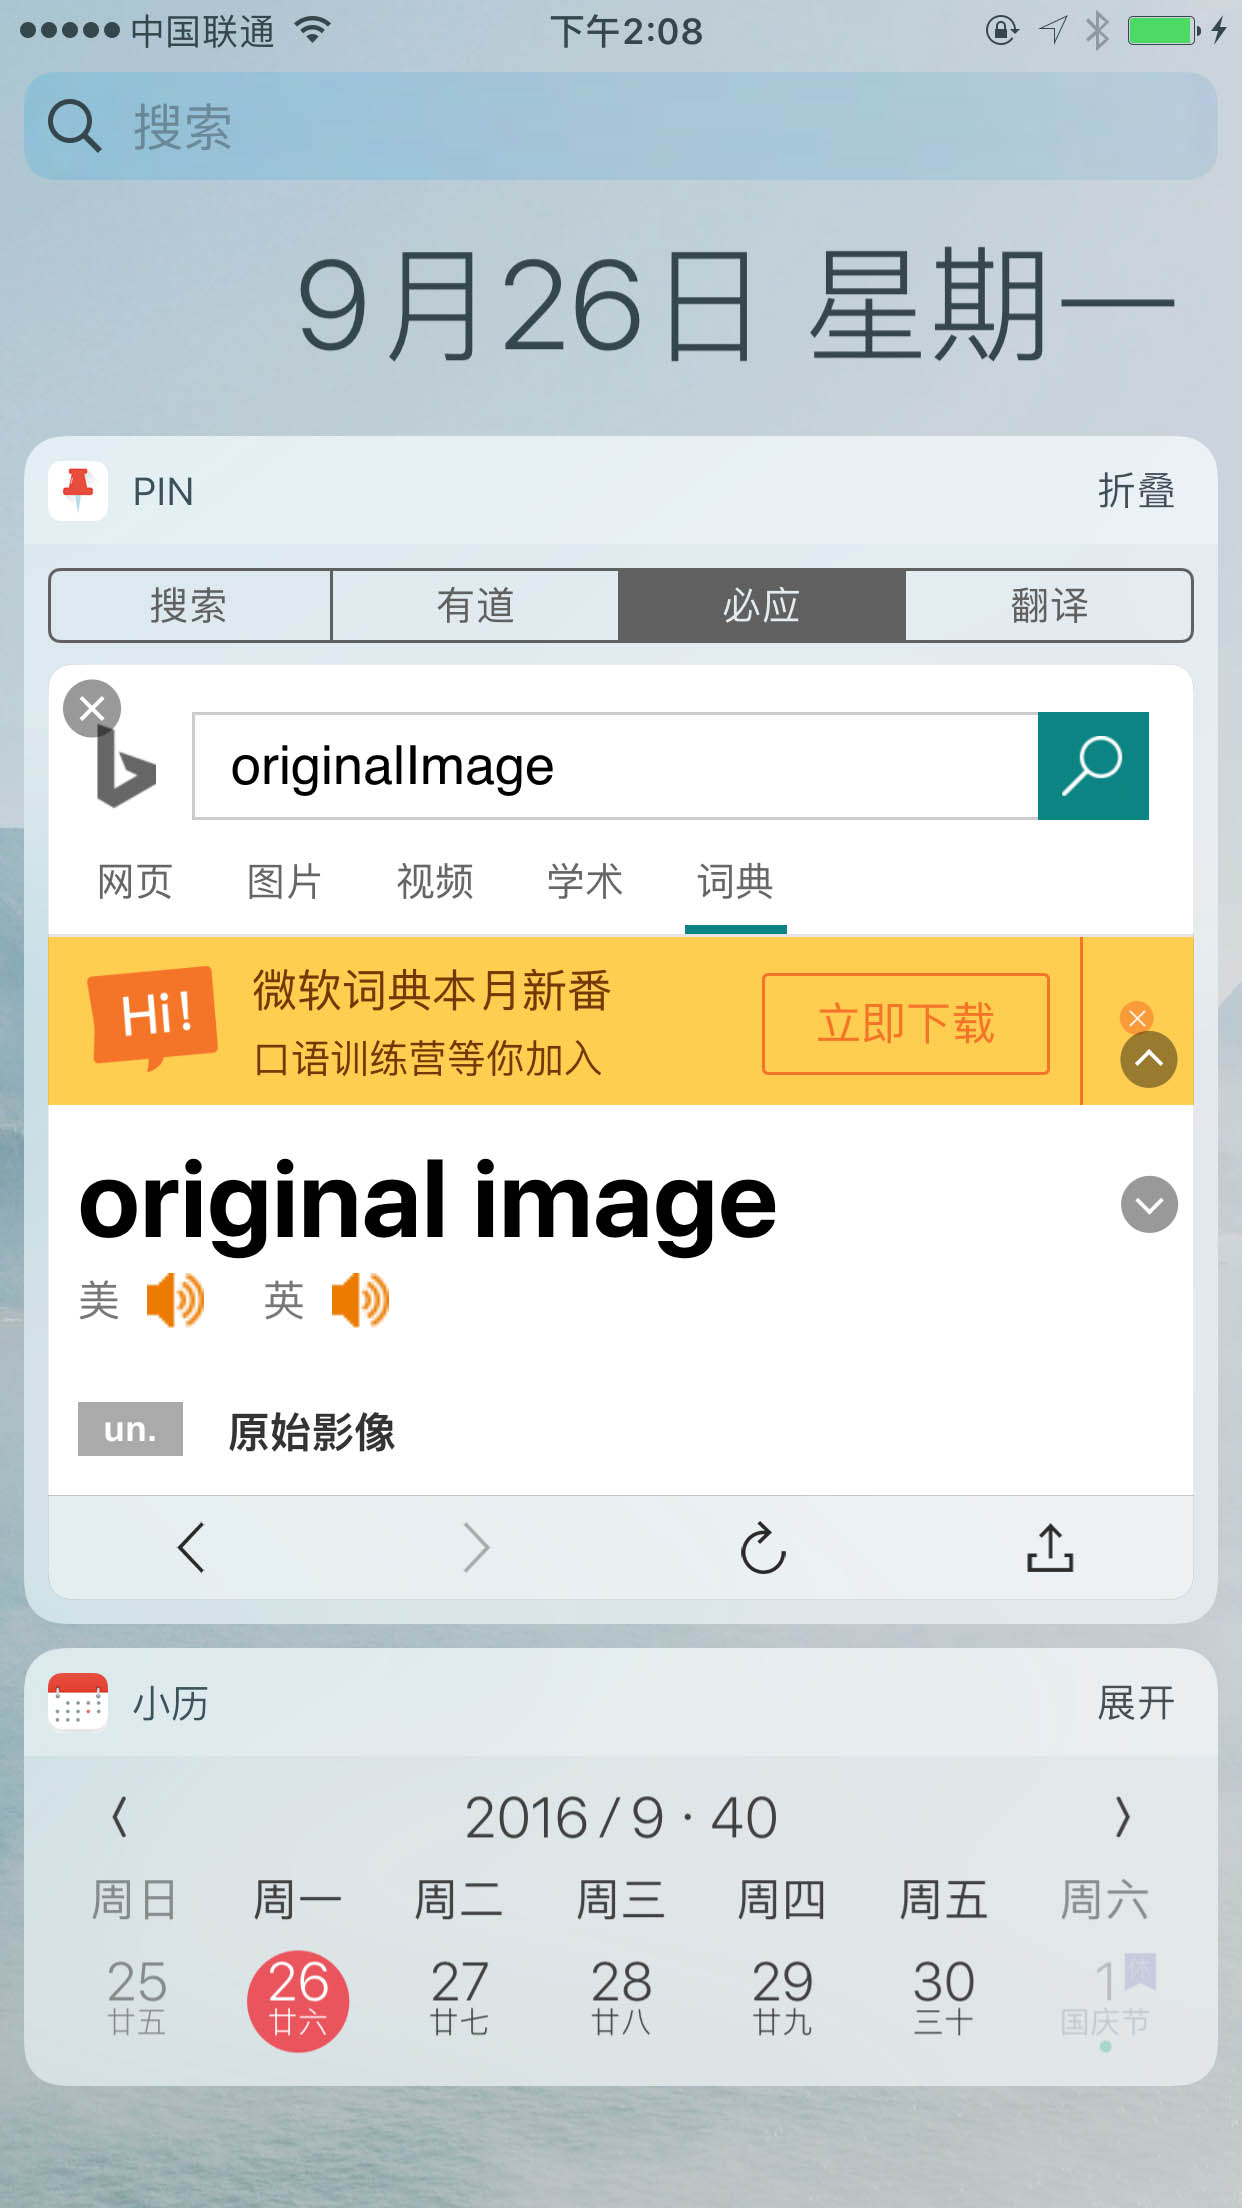 中国联通 下午2:08
搜索
9月26日 星期一
PIN 折叠
搜索 有道 必应 翻译
originalImage
网页 图片 视频 学术 词典
Hi! 微软词典本月新番 立即下载
口语训练营等你加入
original image
美 英
un. 原始影像
小历 展开
2016/9·40
周日 周一 周二 周三 周四 周五 周六
25 26 27 28 29 30 1 休
廿五 廿六 廿七 廿八 廿九 三十 国庆节